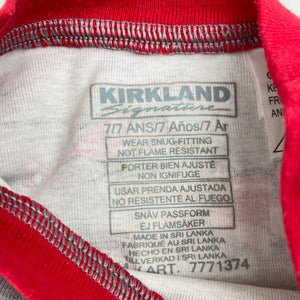 KIRKLAND
Signature
7/7 ANS/7 Años/7 År
WEAR SNUG-FITTING
NOT FLAME RESISTANT
PORTER BIEN AJUSTÉ
NON IGNIFUGE
USAR PRENDA AJUSTADA
NO RESISTENTE AL FUEGO
SNÄV PASSFORM
EJ FLAMSÄKER
MADE IN SRI LANKA
FABRIQUÉ AU SRI LANKA
HECHO EN SRI LANKA
TILLVERKAD I SRI LANKA
ART. 7771374